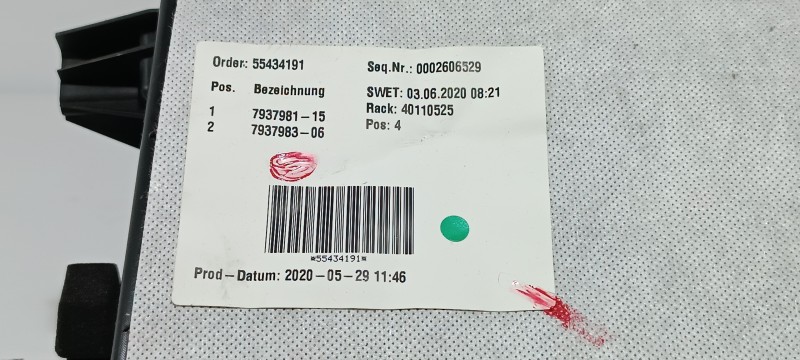 Order: 55434191 Seq.Nr.: 0002606529
Pos. Bezeichnung SWET: 03.06.2020 08:21
1 7937981-15 Rack: 40110525
2 7937983-06 Pos: 4
*55434191*
Prod-Datum: 2020-05-29 11:46